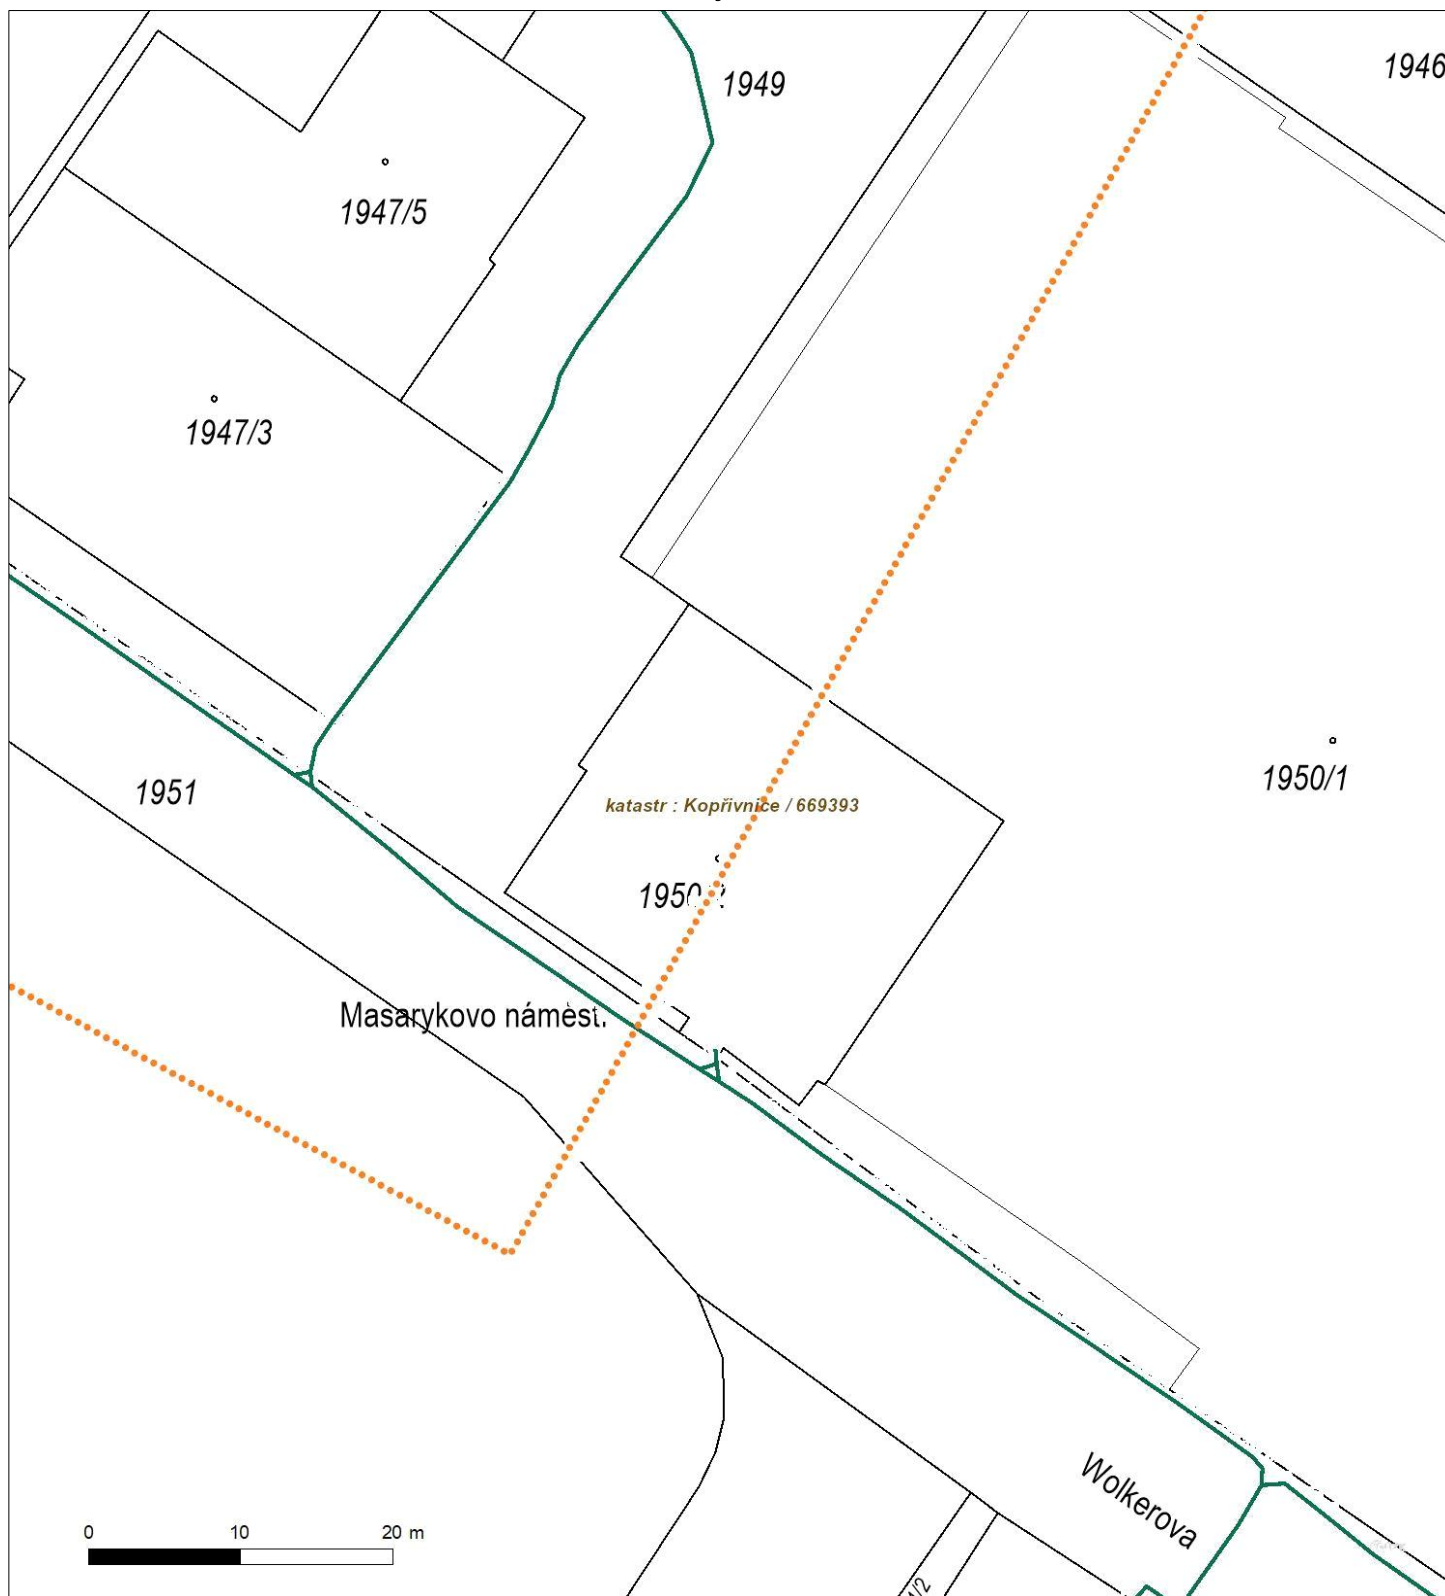 1949
1946
1947/5
1947/3
1951
1950/1
katastr : Kopřivnice / 669393
Masarykovo náměst.
Wolkerova
0 10 20 m